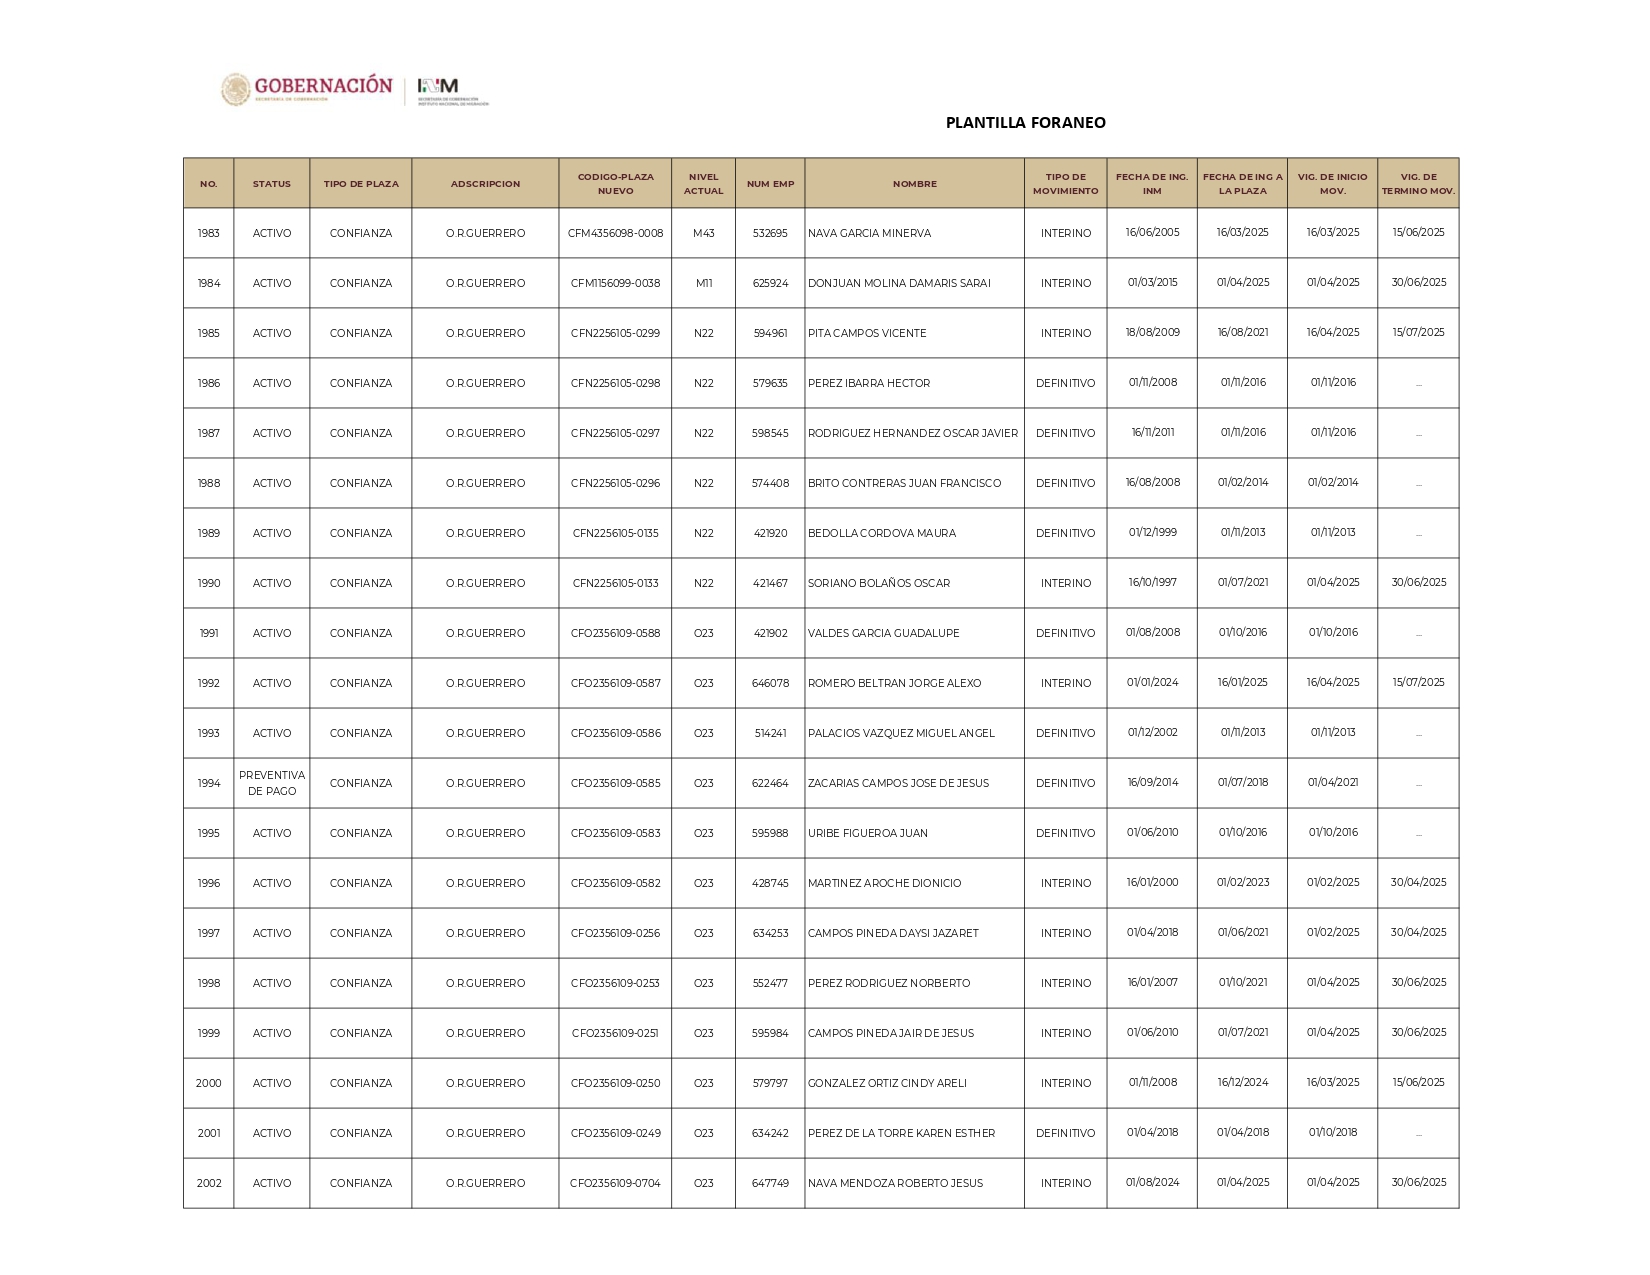 GOBERNACIÓN
SECRETARÍA DE GOBERNACIÓN
INM
SECRETARÍA DE GOBERNACIÓN
INSTITUTO NACIONAL DE MIGRACIÓN
PLANTILLA FORANEO
NO. STATUS TIPO DE PLAZA ADSCRIPCION CODIGO-PLAZA NUEVO NIVEL ACTUAL NUM EMP NOMBRE TIPO DE MOVIMIENTO FECHA DE ING. INM FECHA DE ING A LA PLAZA VIG. DE INICIO MOV. VIG. DE TERMINO MOV.
1983 ACTIVO CONFIANZA O.R.GUERRERO CFM4356098-0008 M43 532695 NAVA GARCIA MINERVA INTERINO 16/06/2005 16/03/2025 16/03/2025 15/06/2025
1984 ACTIVO CONFIANZA O.R.GUERRERO CFM1156099-0038 M11 625924 DONJUAN MOLINA DAMARIS SARAI INTERINO 01/03/2015 01/04/2025 01/04/2025 30/06/2025
1985 ACTIVO CONFIANZA O.R.GUERRERO CFN2256105-0299 N22 594961 PITA CAMPOS VICENTE INTERINO 18/08/2009 16/08/2021 16/04/2025 15/07/2025
1986 ACTIVO CONFIANZA O.R.GUERRERO CFN2256105-0298 N22 579635 PEREZ IBARRA HECTOR DEFINITIVO 01/11/2008 01/11/2016 01/11/2016 ...
1987 ACTIVO CONFIANZA O.R.GUERRERO CFN2256105-0297 N22 598545 RODRIGUEZ HERNANDEZ OSCAR JAVIER DEFINITIVO 16/11/2011 01/11/2016 01/11/2016 ...
1988 ACTIVO CONFIANZA O.R.GUERRERO CFN2256105-0296 N22 574408 BRITO CONTRERAS JUAN FRANCISCO DEFINITIVO 16/08/2008 01/02/2014 01/02/2014 ...
1989 ACTIVO CONFIANZA O.R.GUERRERO CFN2256105-0135 N22 421920 BEDOLLA CORDOVA MAURA DEFINITIVO 01/12/1999 01/11/2013 01/11/2013 ...
1990 ACTIVO CONFIANZA O.R.GUERRERO CFN2256105-0133 N22 421467 SORIANO BOLAÑOS OSCAR INTERINO 16/10/1997 01/07/2021 01/04/2025 30/06/2025
1991 ACTIVO CONFIANZA O.R.GUERRERO CFO2356109-0588 O23 421902 VALDES GARCIA GUADALUPE DEFINITIVO 01/08/2008 01/10/2016 01/10/2016 ...
1992 ACTIVO CONFIANZA O.R.GUERRERO CFO2356109-0587 O23 646078 ROMERO BELTRAN JORGE ALEXO INTERINO 01/01/2024 16/01/2025 16/04/2025 15/07/2025
1993 ACTIVO CONFIANZA O.R.GUERRERO CFO2356109-0586 O23 514241 PALACIOS VAZQUEZ MIGUEL ANGEL DEFINITIVO 01/12/2002 01/11/2013 01/11/2013 ...
1994 PREVENTIVA DE PAGO CONFIANZA O.R.GUERRERO CFO2356109-0585 O23 622464 ZACARIAS CAMPOS JOSE DE JESUS DEFINITIVO 16/09/2014 01/07/2018 01/04/2021 ...
1995 ACTIVO CONFIANZA O.R.GUERRERO CFO2356109-0583 O23 595988 URIBE FIGUEROA JUAN DEFINITIVO 01/06/2010 01/10/2016 01/10/2016 ...
1996 ACTIVO CONFIANZA O.R.GUERRERO CFO2356109-0582 O23 428745 MARTINEZ AROCHE DIONICIO INTERINO 16/01/2000 01/02/2023 01/02/2025 30/04/2025
1997 ACTIVO CONFIANZA O.R.GUERRERO CFO2356109-0256 O23 634253 CAMPOS PINEDA DAYSI JAZARET INTERINO 01/04/2018 01/06/2021 01/02/2025 30/04/2025
1998 ACTIVO CONFIANZA O.R.GUERRERO CFO2356109-0253 O23 552477 PEREZ RODRIGUEZ NORBERTO INTERINO 16/01/2007 01/10/2021 01/04/2025 30/06/2025
1999 ACTIVO CONFIANZA O.R.GUERRERO CFO2356109-0251 O23 595984 CAMPOS PINEDA JAIR DE JESUS INTERINO 01/06/2010 01/07/2021 01/04/2025 30/06/2025
2000 ACTIVO CONFIANZA O.R.GUERRERO CFO2356109-0250 O23 579797 GONZALEZ ORTIZ CINDY ARELI INTERINO 01/11/2008 16/12/2024 16/03/2025 15/06/2025
2001 ACTIVO CONFIANZA O.R.GUERRERO CFO2356109-0249 O23 634242 PEREZ DE LA TORRE KAREN ESTHER DEFINITIVO 01/04/2018 01/04/2018 01/10/2018 ...
2002 ACTIVO CONFIANZA O.R.GUERRERO CFO2356109-0704 O23 647749 NAVA MENDOZA ROBERTO JESUS INTERINO 01/08/2024 01/04/2025 01/04/2025 30/06/2025